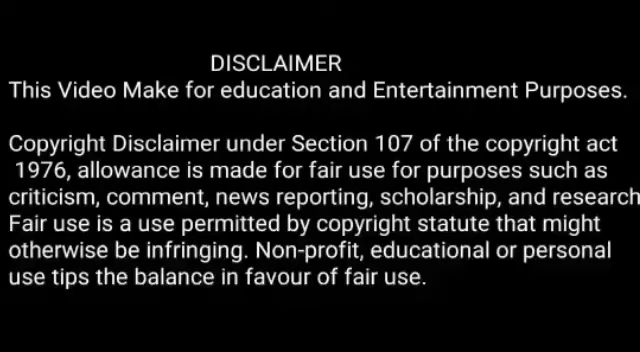 DISCLAIMER
This Video Make for education and Entertainment Purposes.
Copyright Disclaimer under Section 107 of the copyright act
1976, allowance is made for fair use for purposes such as
criticism, comment, news reporting, scholarship, and research
Fair use is a use permitted by copyright statute that might
otherwise be infringing. Non-profit, educational or personal
use tips the balance in favour of fair use.